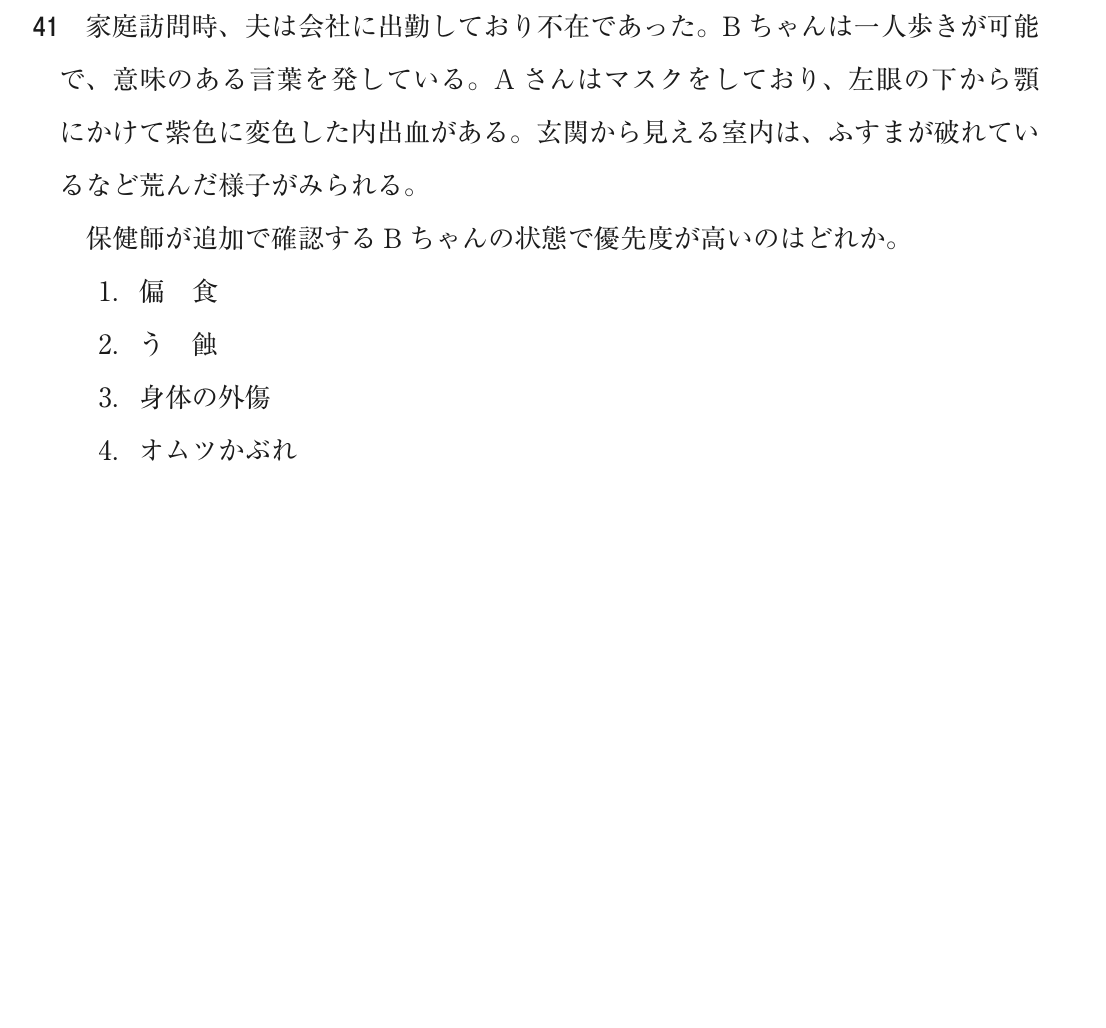 41　家庭訪問時、夫は会社に出勤しており不在であった。B ちゃんは一人歩きが可能
で、意味のある言葉を発している。A さんはマスクをしており、左眼の下から顎
にかけて紫色に変色した内出血がある。玄関から見える室内は、ふすまが破れてい
るなど荒んだ様子がみられる。
保健師が追加で確認する B ちゃんの状態で優先度が高いのはどれか。
1. 偏　食
2. う　蝕
3. 身体の外傷
4. オムツかぶれ